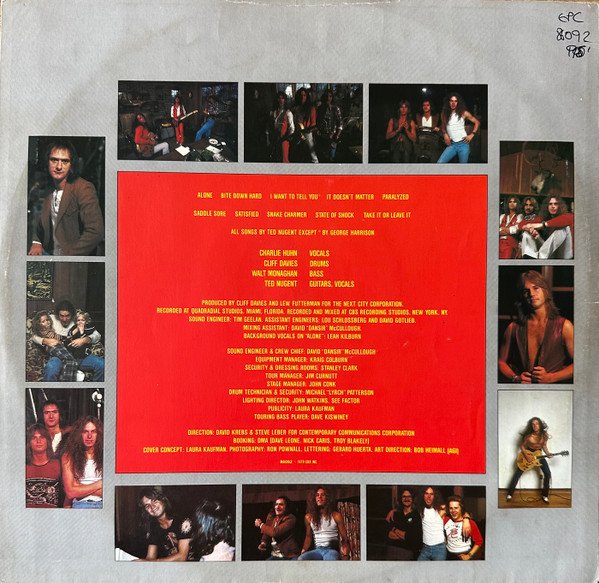 EPC
8092
ALONE BITE DOWN HARD I WANT TO TELL YOU* IT DOESN'T MATTER PARALYZED
SADDLE SORE SATISFIED SNAKE CHARMER STATE OF SHOCK TAKE IT OR LEAVE IT
ALL SONGS BY TED NUGENT EXCEPT * BY GEORGE HARRISON
CHARLIE HUHN VOCALS
CLIFF DAVIES DRUMS
WALT MONAGHAN BASS
TED NUGENT GUITARS, VOCALS
PRODUCED BY CLIFF DAVIES AND LEW FUTTERMAN FOR THE NEXT CITY CORPORATION.
RECORDED AT QUADRADIAL STUDIOS, MIAMI, FLORIDA. RECORDED AND MIXED AT CBS RECORDING STUDIOS, NEW YORK, NY.
SOUND ENGINEER: TIM GEELAN, ASSISTANT ENGINEERS: LOU SCHLOSSBERG AND DAVID GOTLIEB.
MIXING ASSISTANT: DAVID "DANSIR" McCULLOUGH.
BACKGROUND VOCALS ON "ALONE": LEAH KILBURN
SOUND ENGINEER & CREW CHIEF: DAVID "DANSIR" McCULLOUGH
EQUIPMENT MANAGER: KRAIG COLBURN
SECURITY & DRESSING ROOMS: STANLEY CLARK
TOUR MANAGER: JIM CURNUTT
STAGE MANAGER: JOHN CONK
DRUM TECHNICIAN & SECURITY: MICHAEL "LYRCH" PATTERSON
LIGHTING DIRECTOR: JOHN WATKINS, SEE FACTOR
PUBLICITY: LAURA KAUFMAN
TOURING BASS PLAYER: DAVE KISWINEY
DIRECTION: DAVID KREBS & STEVE LEBER FOR CONTEMPORARY COMMUNICATIONS CORPORATION
BOOKING: DMA (DAVE LEONE, NICK CARIS, TROY BLAKELY)
COVER CONCEPT: LAURA KAUFMAN. PHOTOGRAPHY: RON POWNALL. LETTERING: GERARD HUERTA. ART DIRECTION: BOB HEIMALL (AGI)
86092